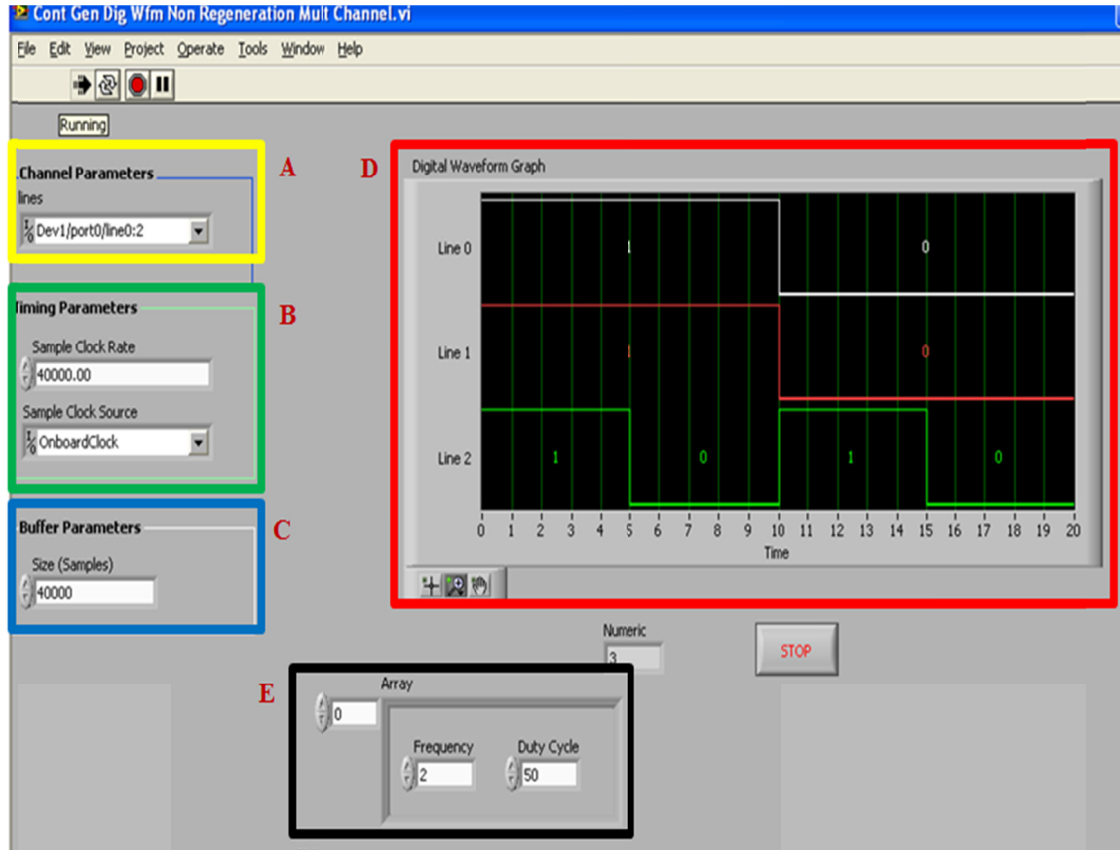 Cont Gen Dig Wfm Non Regeneration Mult Channel.vi
File Edit View Project Operate Tools Window Help
Running
A
Channel Parameters
lines
Dev1/port0/line0:2
B
Timing Parameters
Sample Clock Rate
40000.00
Sample Clock Source
OnboardClock
C
Buffer Parameters
Size (Samples)
40000
D
Digital Waveform Graph
Line 0
1 0
Line 1
1 0
Line 2
1 0 1 0
0 1 2 3 4 5 6 7 8 9 10 11 12 13 14 15 16 17 18 19 20
Time
Numeric
3
STOP
E
Array
0
Frequency Duty Cycle
2 50